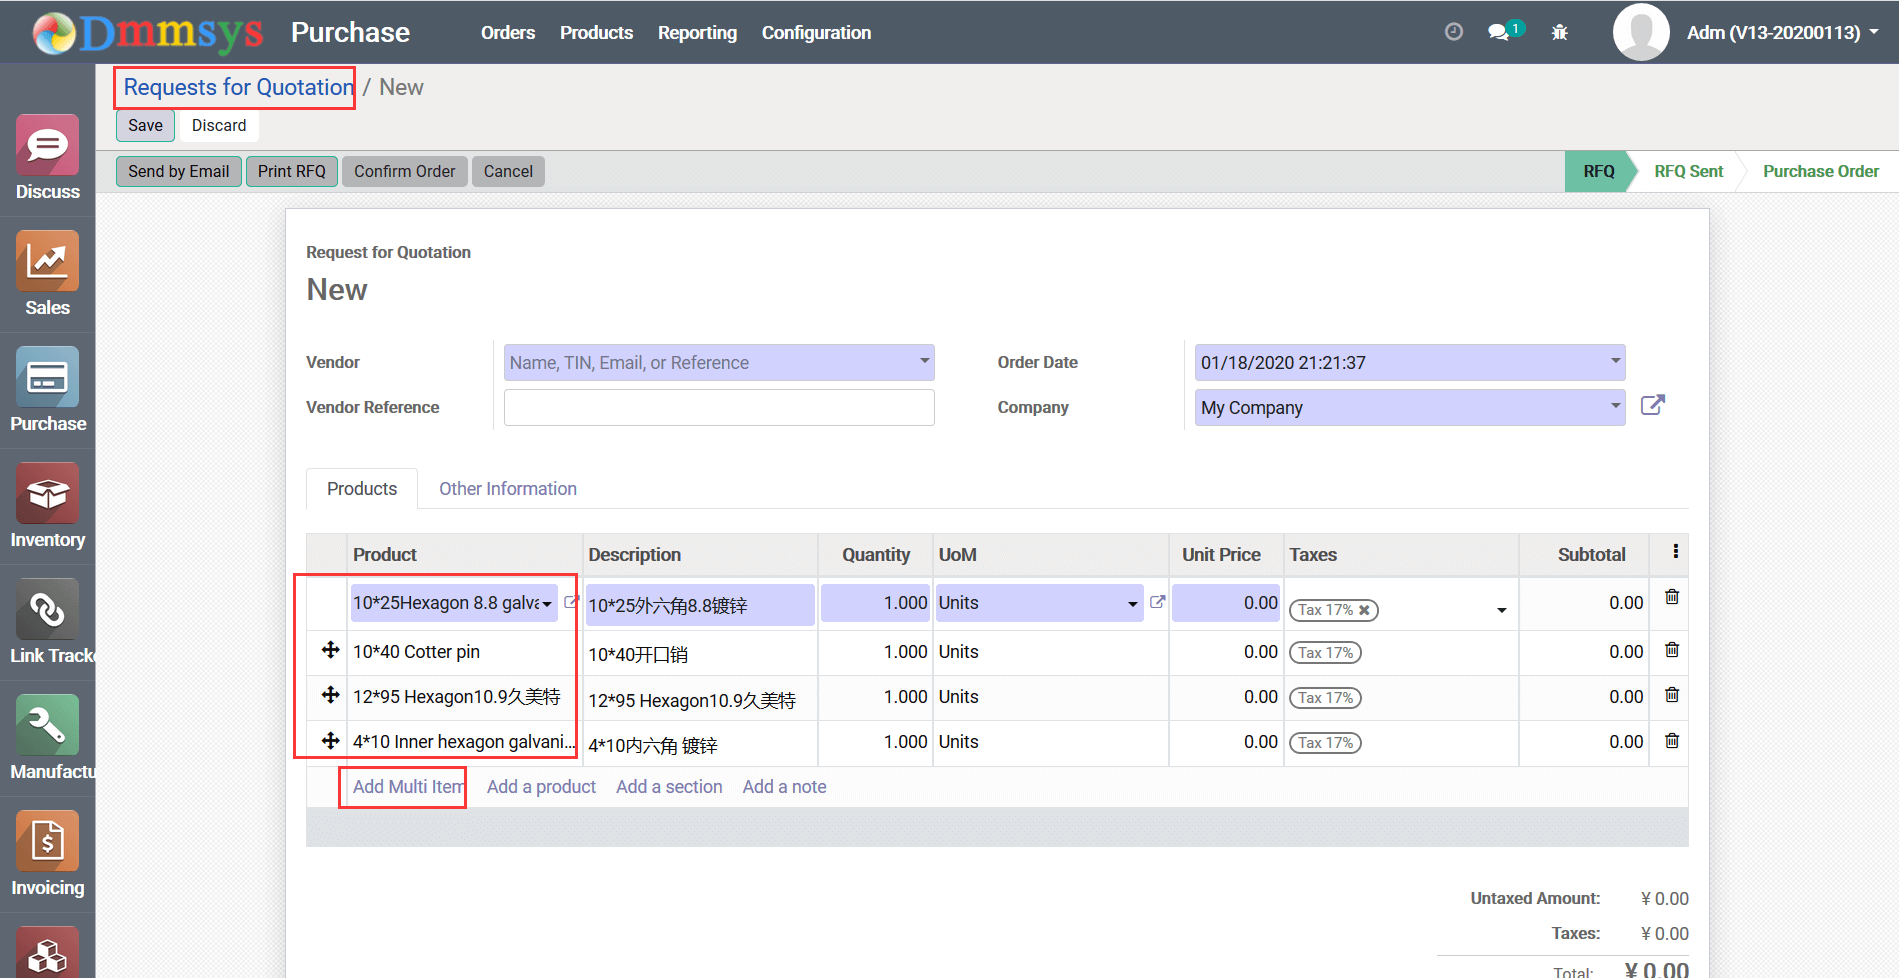 Dmmsys Purchase Orders Products Reporting Configuration 1 Adm (V13-20200113)
Requests for Quotation / New
Save Discard
Send by Email Print RFQ Confirm Order Cancel RFQ RFQ Sent Purchase Order
Discuss
Sales
Purchase
Inventory
Link Track
Manufactu
Invoicing
Request for Quotation
New
Vendor Name, TIN, Email, or Reference Order Date 01/18/2020 21:21:37
Vendor Reference Company My Company
Products Other Information
Product Description Quantity UoM Unit Price Taxes Subtotal
10*25Hexagon 8.8 galva 10*25外六角8.8镀锌 1.000 Units 0.00 Tax 17% 0.00
10*40 Cotter pin 10*40开口销 1.000 Units 0.00 Tax 17% 0.00
12*95 Hexagon10.9久美特 12*95 Hexagon10.9久美特 1.000 Units 0.00 Tax 17% 0.00
4*10 Inner hexagon galvani... 4*10内六角 镀锌 1.000 Units 0.00 Tax 17% 0.00
Add Multi Item Add a product Add a section Add a note
Untaxed Amount: ¥ 0.00
Taxes: ¥ 0.00
Total: ¥ 0.00